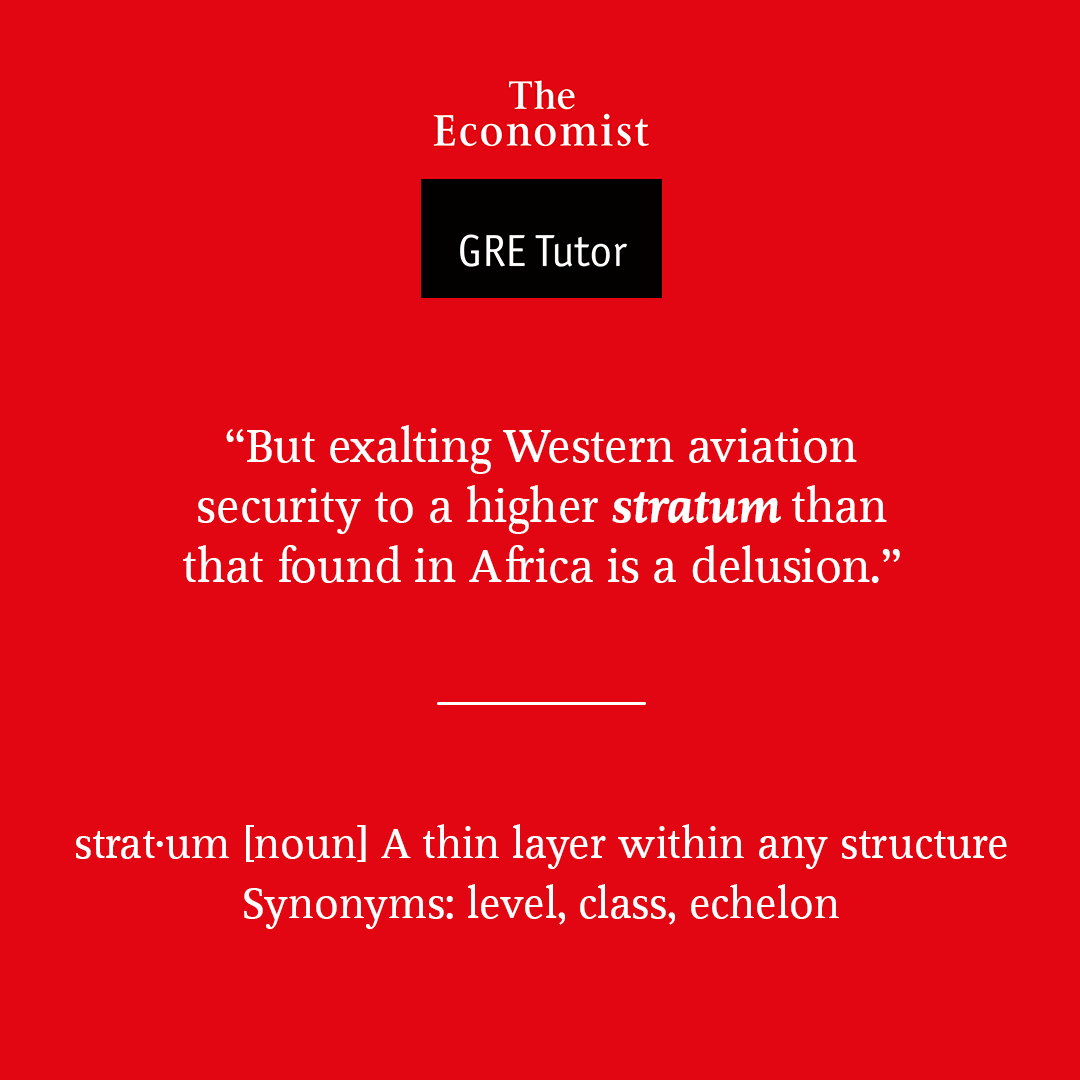 The
Economist
GRE Tutor
“But exalting Western aviation
security to a higher stratum than
that found in Africa is a delusion.”
strat·um [noun] A thin layer within any structure
Synonyms: level, class, echelon